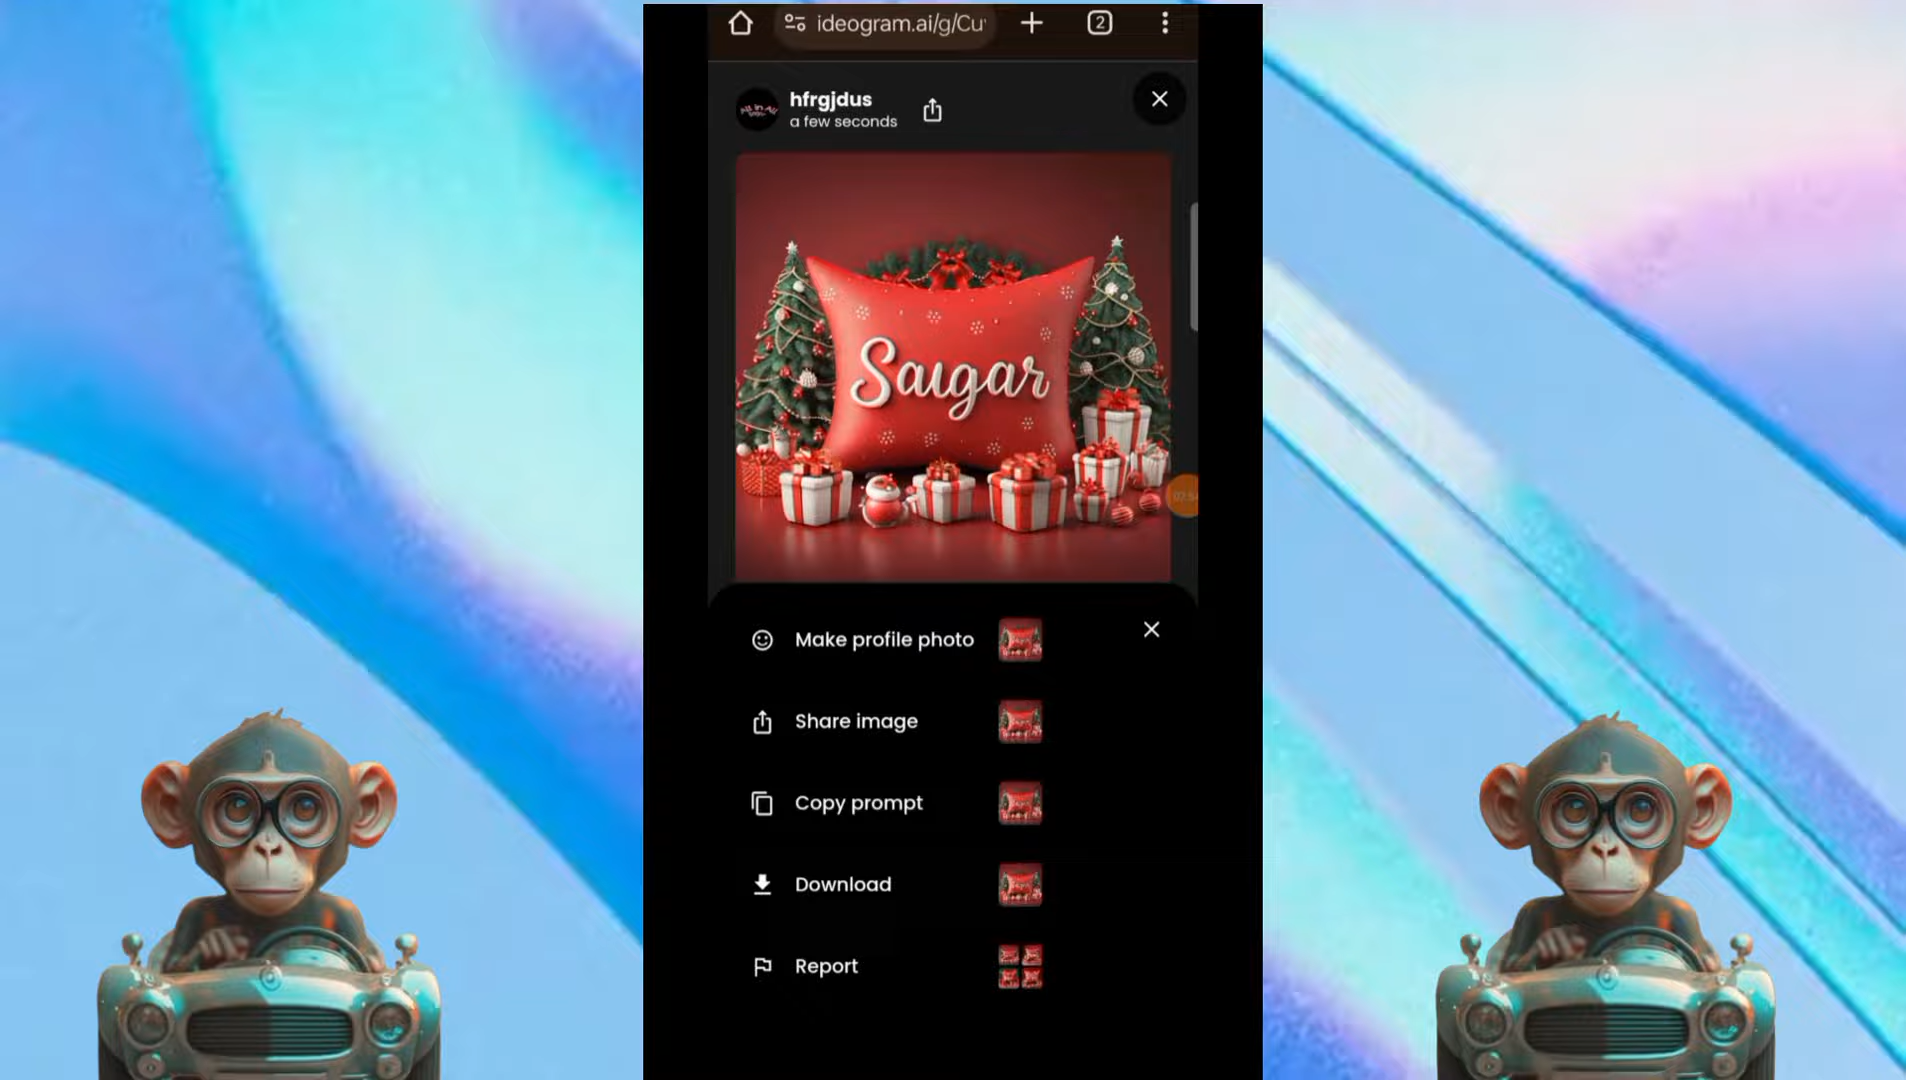 ideogram.ai/g/Cu
2
hfrgjdus
a few seconds
Saigar
Make profile photo
Share image
Copy prompt
Download
Report